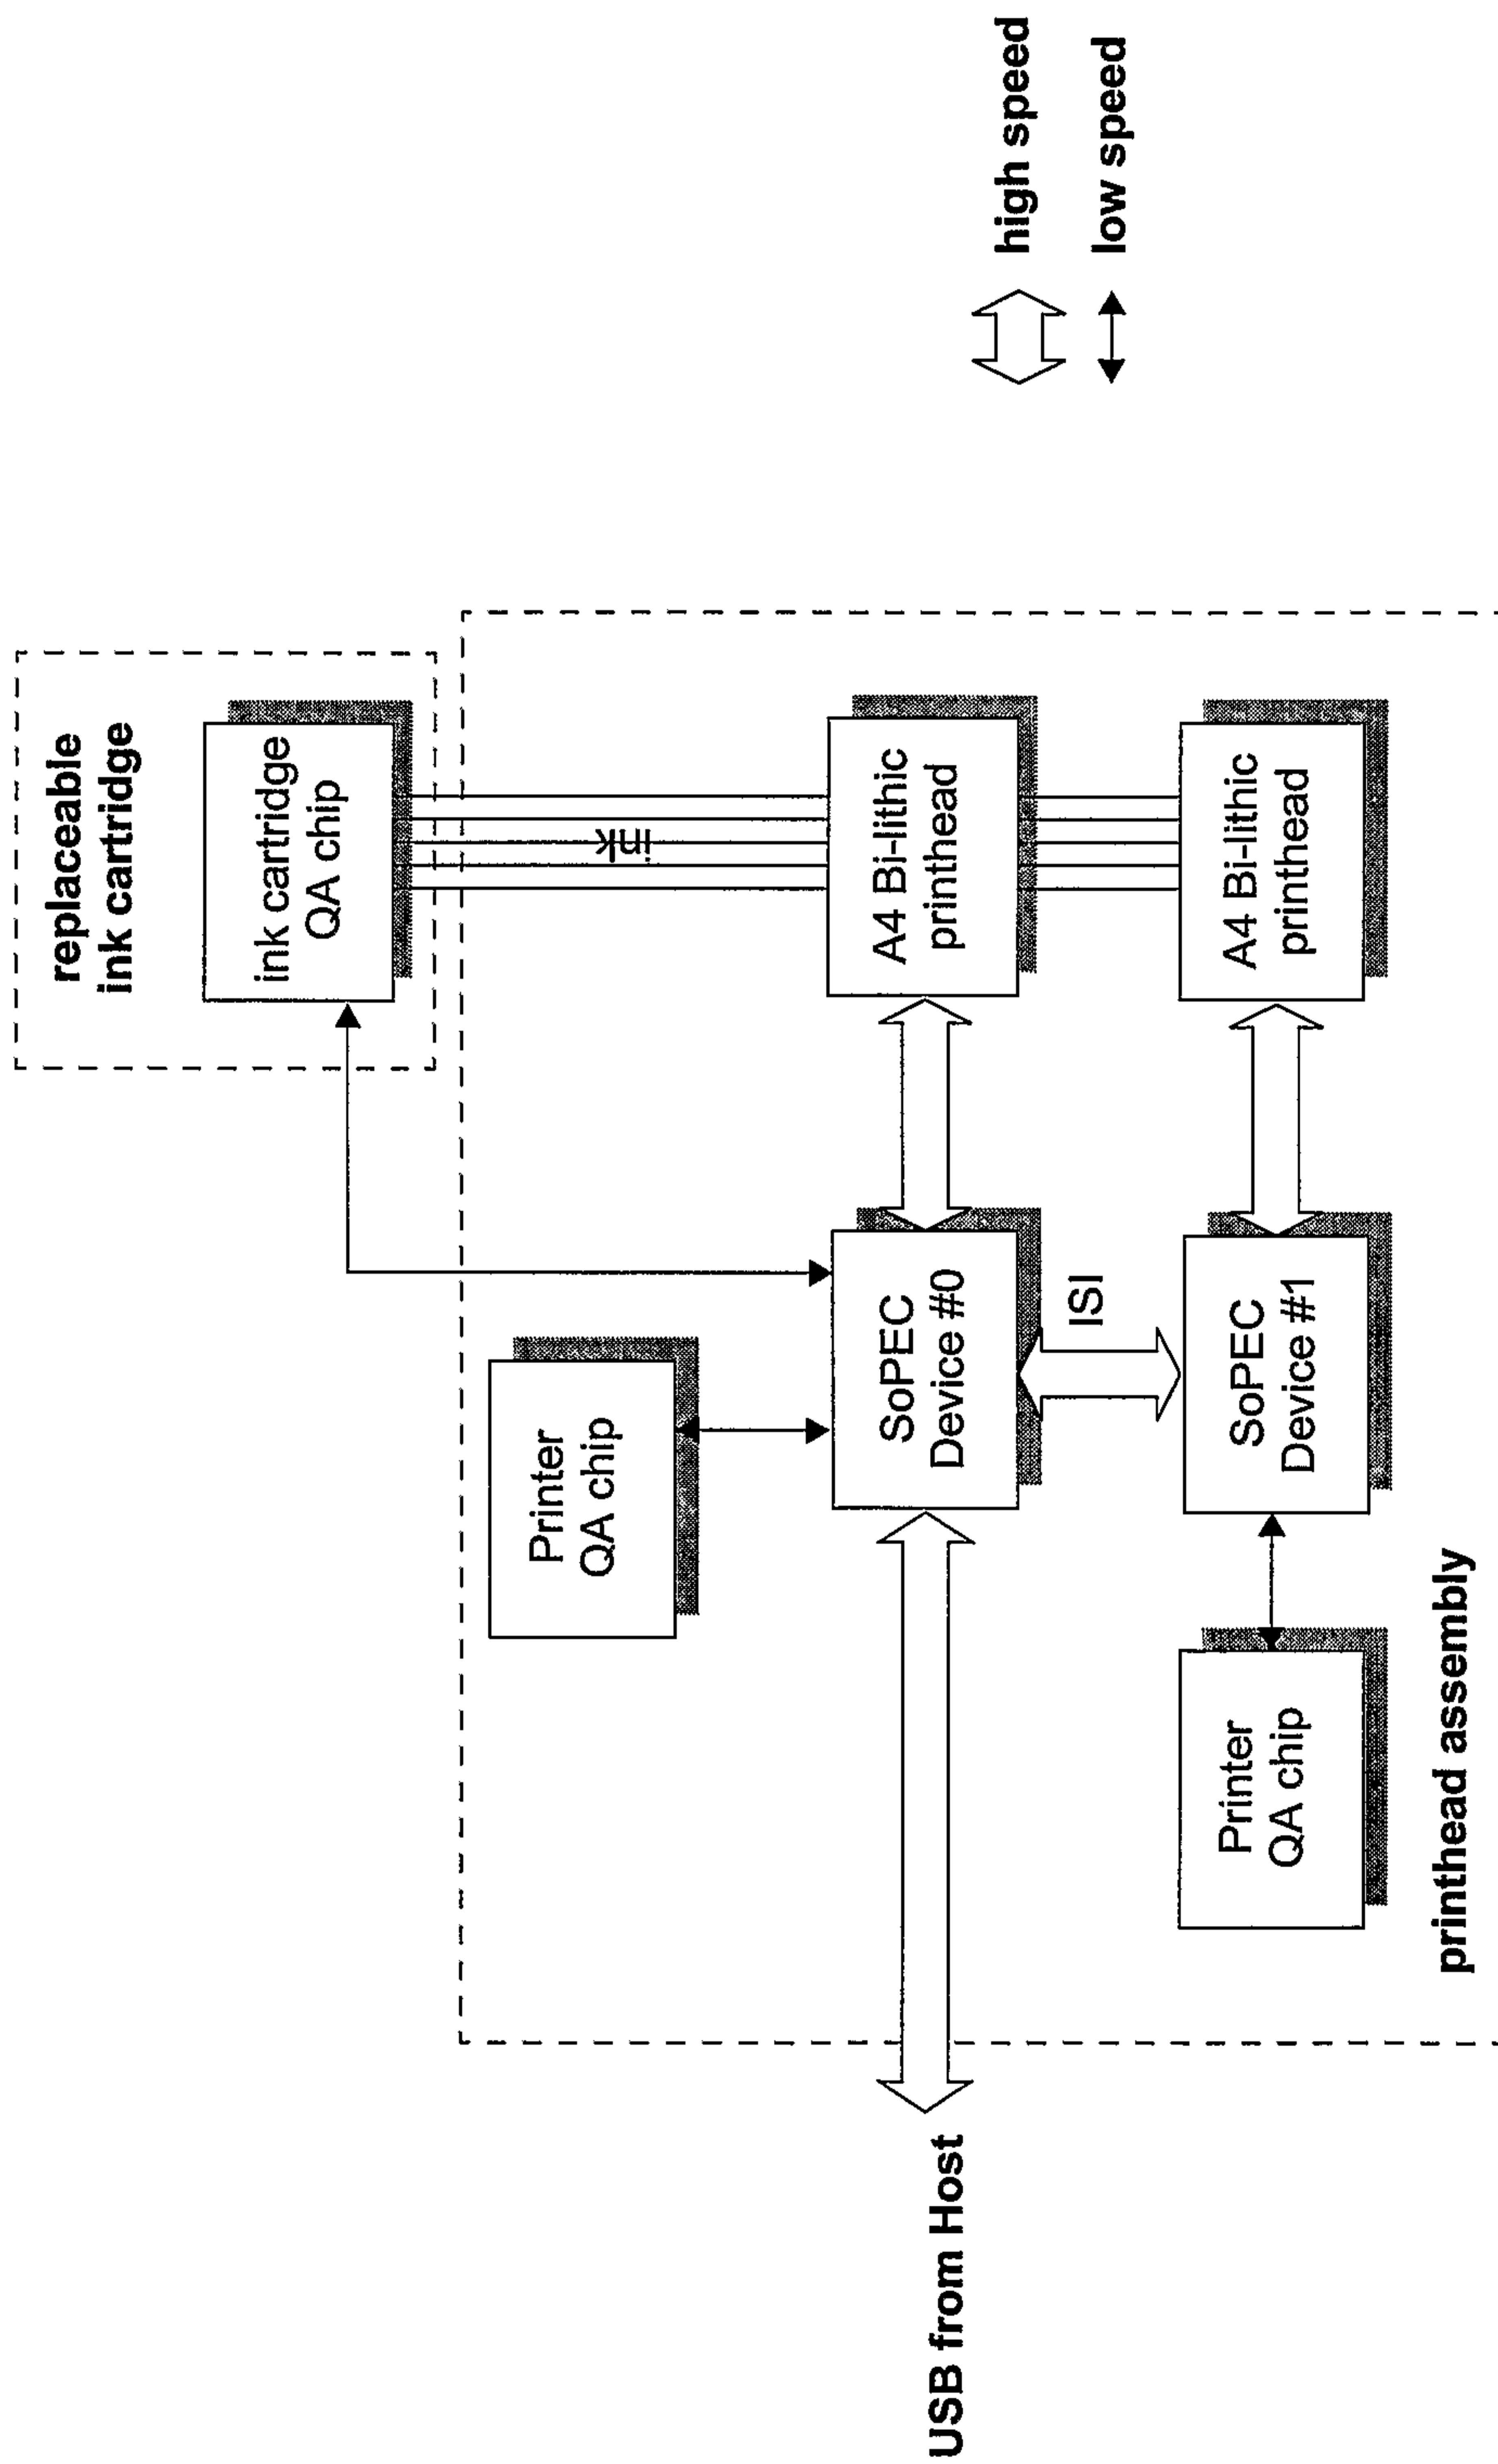 replaceable
ink cartridge
ink cartridge
QA chip
ink
Printer
QA chip
SoPEC
Device #0
A4 Bi-lithic
printhead
USB from Host
ISI
Printer
QA chip
SoPEC
Device #1
A4 Bi-lithic
printhead
printhead assembly
high speed
low speed